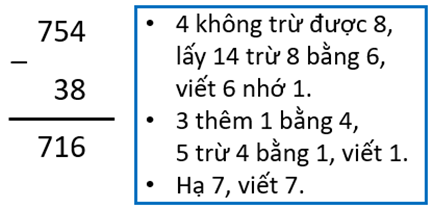 754
–
38
716
• 4 không trừ được 8,
lấy 14 trừ 8 bằng 6,
viết 6 nhớ 1.
• 3 thêm 1 bằng 4,
5 trừ 4 bằng 1, viết 1.
• Hạ 7, viết 7.